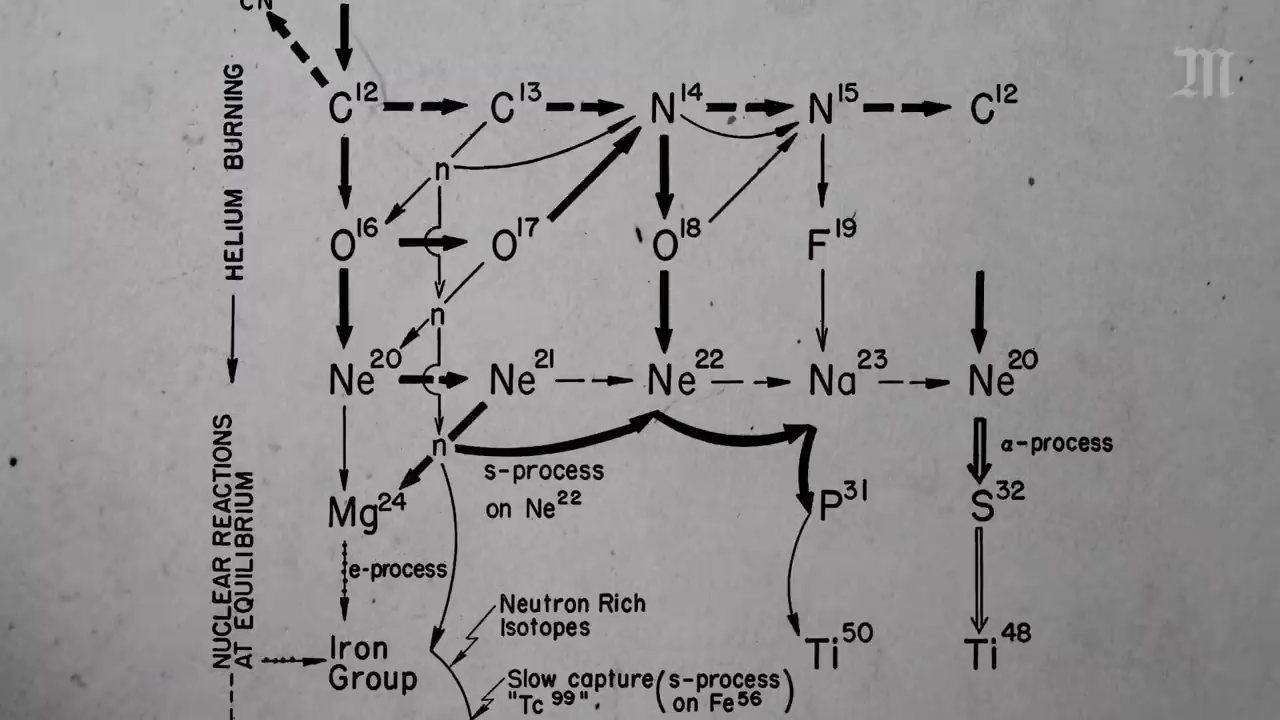 CN
M
HELIUM BURNING
C12 C13 N14 N15 C12
n
O16 O17 O18 F19
n
Ne20 Ne21 Ne22 Na23 Ne20
n
α-process
s-process
on Ne22
NUCLEAR REACTIONS
AT EQUILIBRIUM
Mg24 P31 S32
e-process
Neutron Rich
Isotopes
Iron
Group
Ti50 Ti48
Slow capture (s-process)
"Tc99". on Fe56